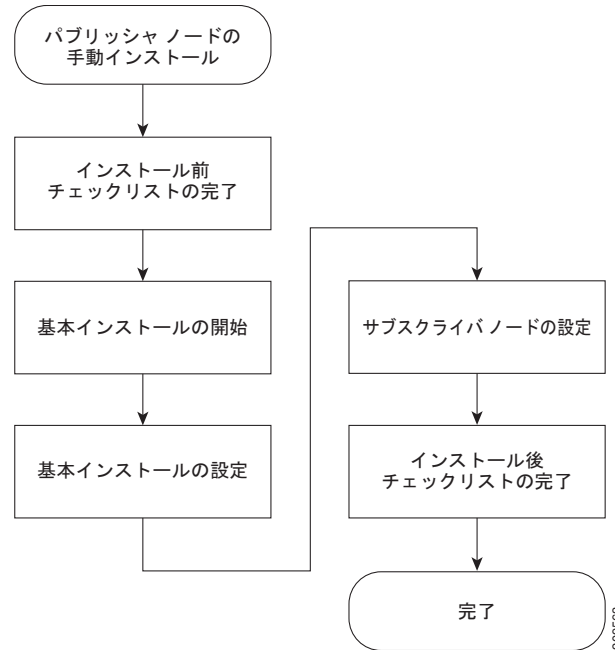 パブリッシャ ノードの
手動インストール
インストール前
チェックリストの完了
基本インストールの開始
基本インストールの設定
サブスクライバ ノードの設定
インストール後
チェックリストの完了
完了